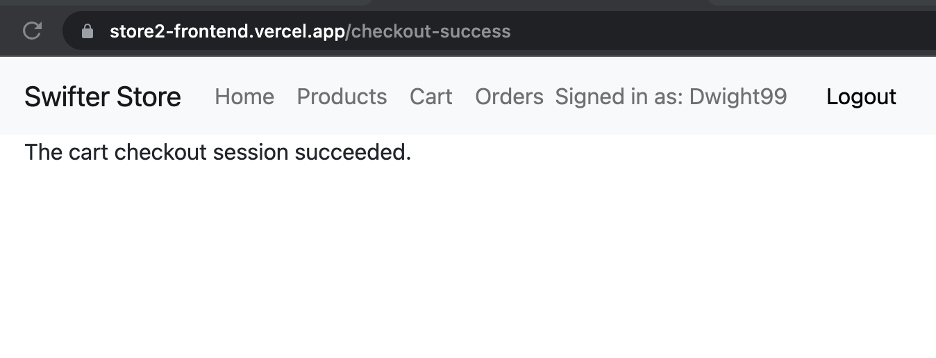 store2-frontend.vercel.app/checkout-success
Swifter Store Home Products Cart Orders Signed in as: Dwight99 Logout
The cart checkout session succeeded.